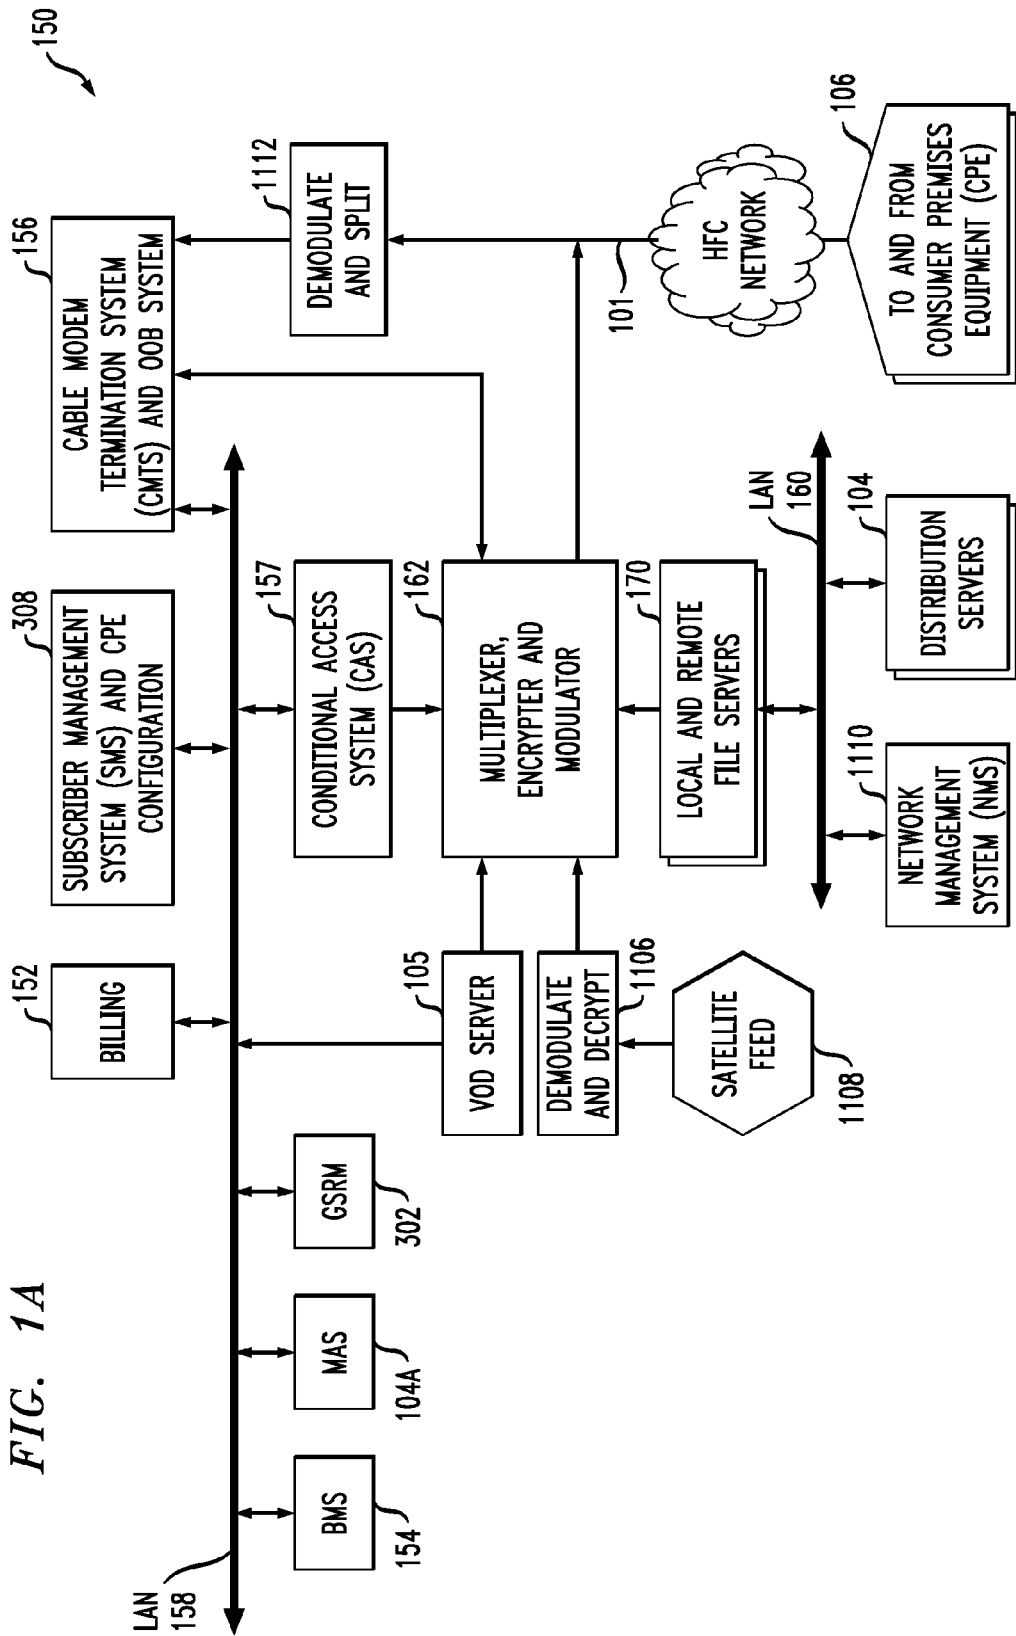 FIG. 1A
150
LAN
158
BMS
154
MAS
104A
GSRM
302
BILLING
152
SUBSCRIBER MANAGEMENT
SYSTEM (SMS) AND CPE
CONFIGURATION
308
CABLE MODEM
TERMINATION SYSTEM
(CMTS) AND OOB SYSTEM
156
CONDITIONAL ACCESS
SYSTEM (CAS)
157
DEMODULATE
AND SPLIT
1112
VOD SERVER
105
MULTIPLEXER,
ENCRYPTER AND
MODULATOR
162
DEMODULATE
AND DECRYPT
1106
SATELLITE
FEED
1108
LOCAL AND REMOTE
FILE SERVERS
170
101
HFC
NETWORK
LAN
160
NETWORK
MANAGEMENT
SYSTEM (NMS)
1110
DISTRIBUTION
SERVERS
104
TO AND FROM
CONSUMER PREMISES
EQUIPMENT (CPE)
106